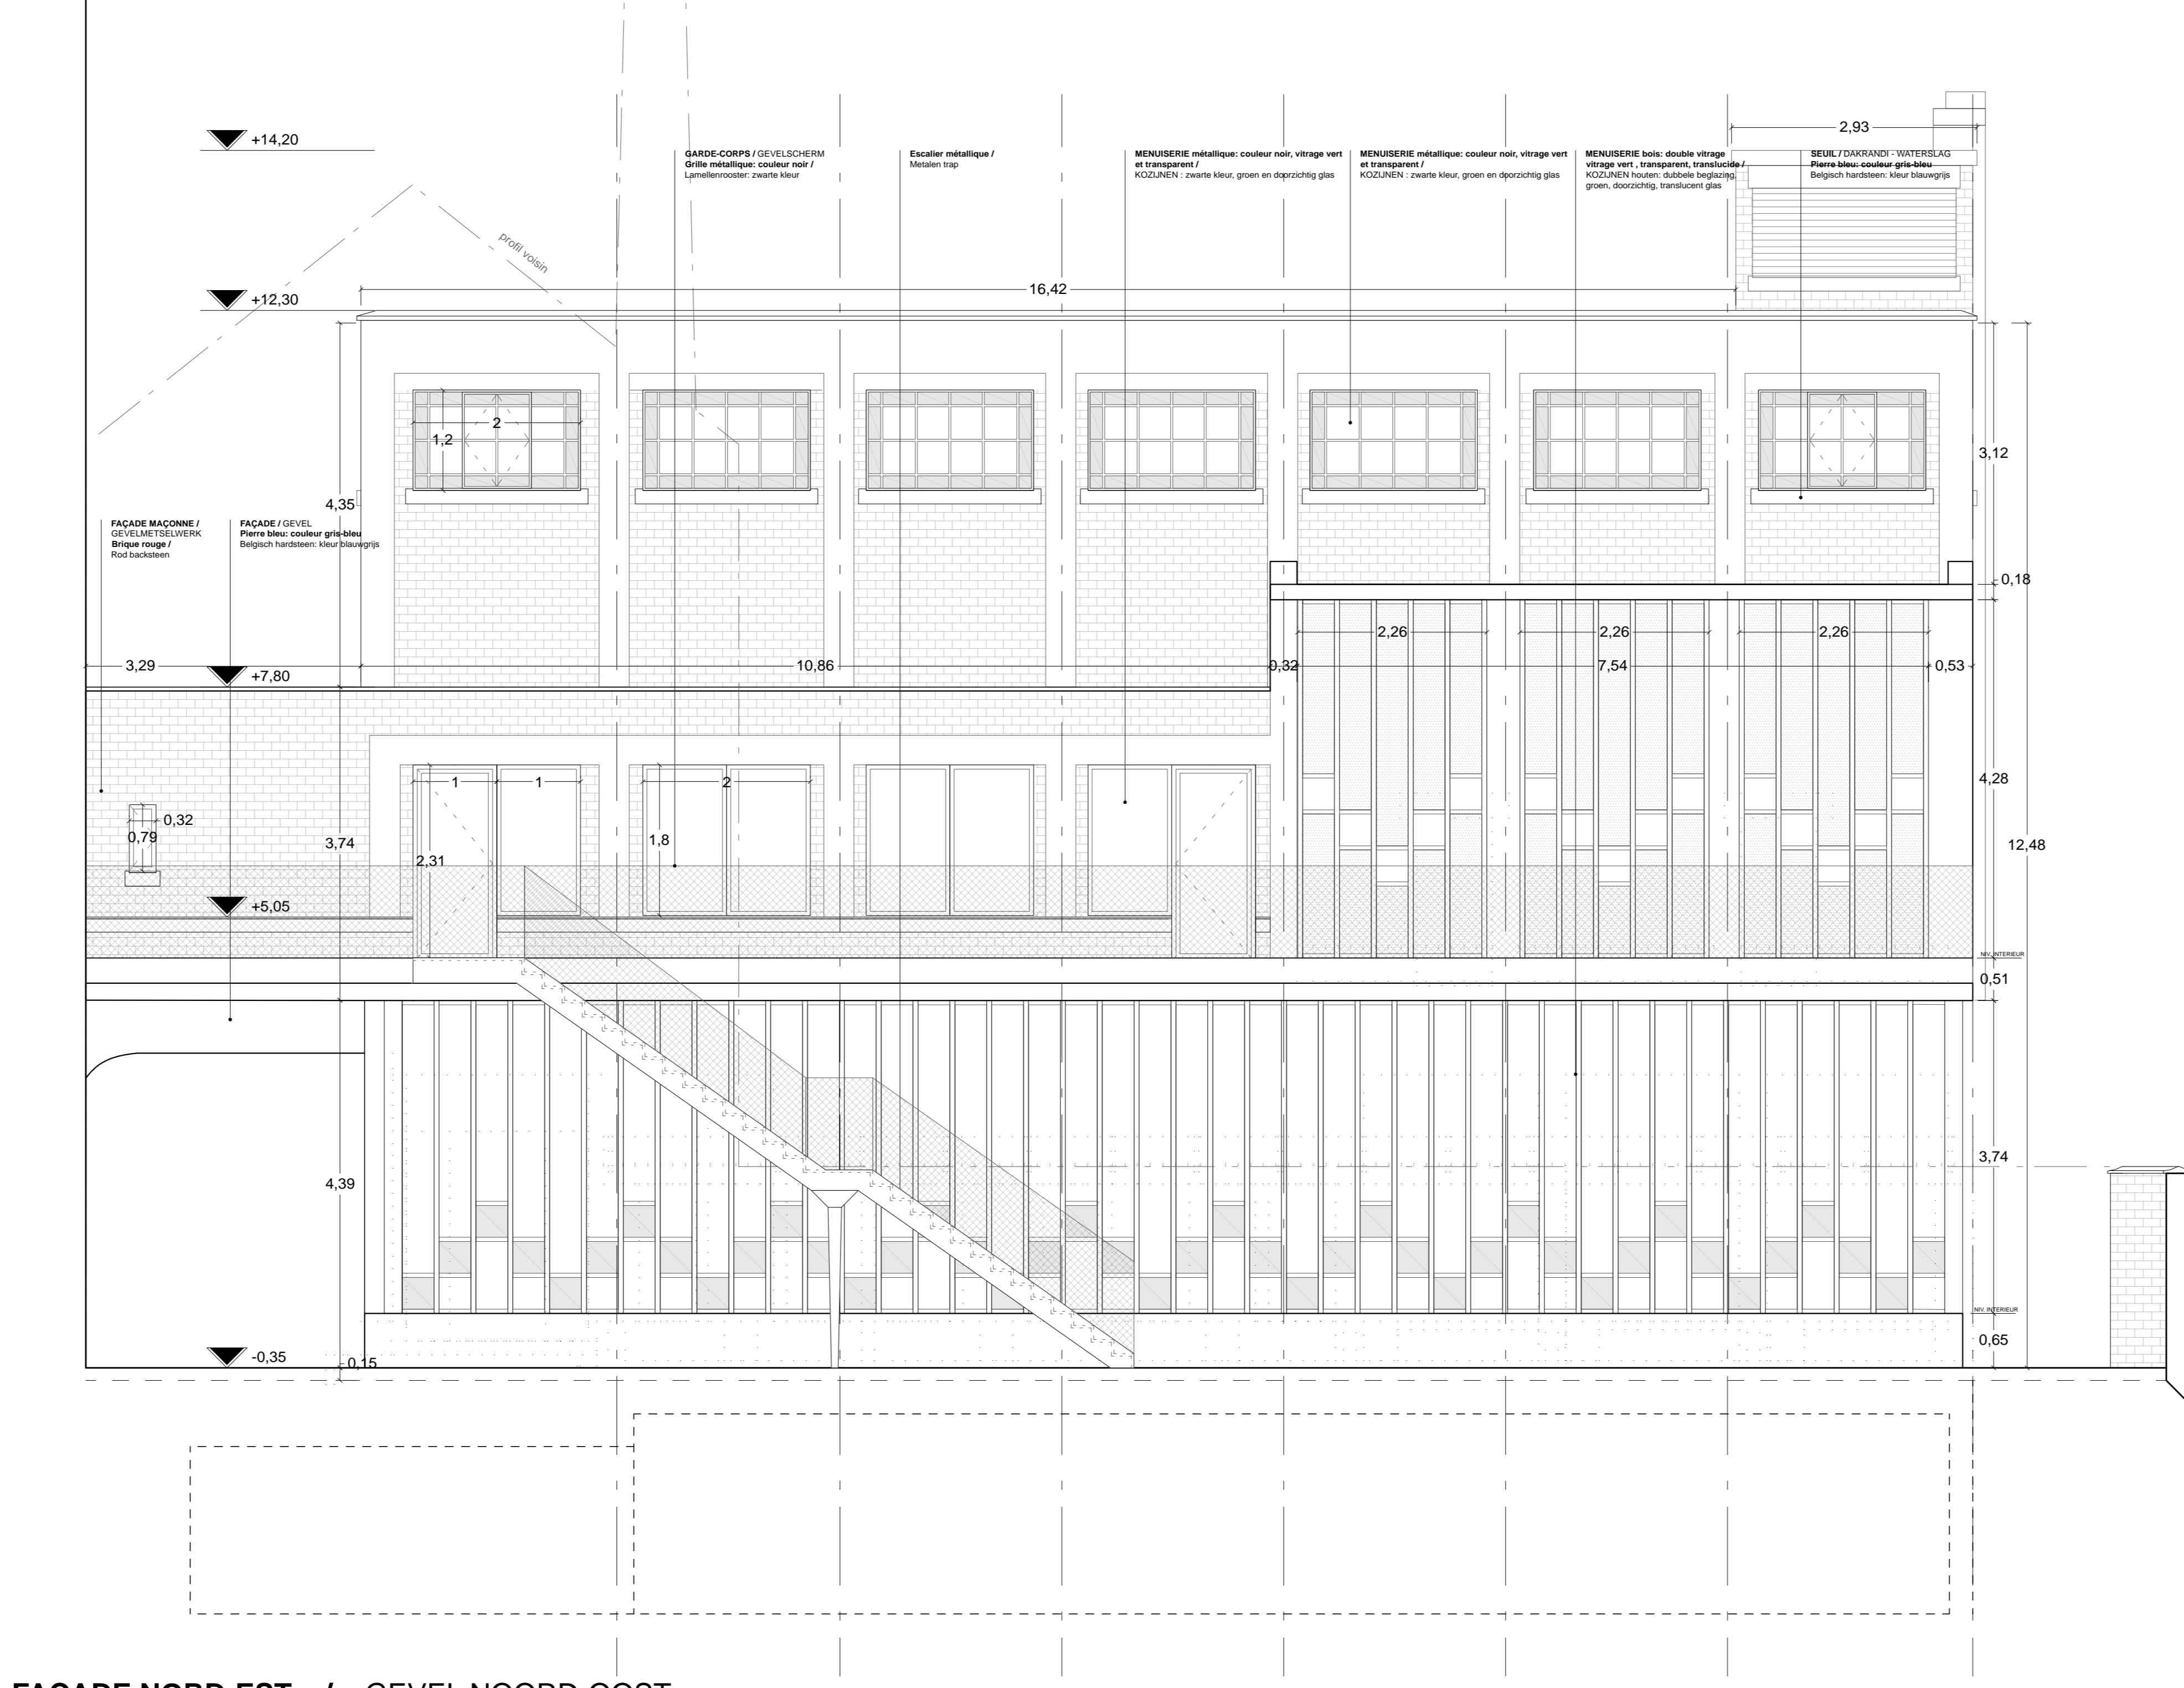 2,93
+14,20
GARDE-CORPS / GEVELSCHERM
Grille métallique: couleur noir /
Lamellenrooster: zwarte kleur
Escalier métallique /
Metalen trap
MENUISERIE métallique: couleur noir, vitrage vert
et transparent /
KOZIJNEN : zwarte kleur, groen en doorzichtig glas
MENUISERIE métallique: couleur noir, vitrage vert
et transparent /
KOZIJNEN : zwarte kleur, groen en doorzichtig glas
MENUISERIE bois: double vitrage
vitrage vert , transparent, translucide /
KOZIJNEN houten: dubbele beglazing,
groen, doorzichtig, translucent glas
SEUIL / DAKRANDI - WATERSLAG
Pierre bleu: couleur gris-bleu
Belgisch hardsteen: kleur blauwgrijs
profil voisin
+12,30
16,42
2
1,2
3,12
4,35
FAÇADE MAÇONNE /
GEVELMETSELWERK
Brique rouge /
Rod backsteen
FAÇADE / GEVEL
Pierre bleu: couleur gris-bleu
Belgisch hardsteen: kleur blauwgrijs
0,18
2,26
2,26
2,26
3,29
+7,80
10,86
0,32
7,54
0,53
1
1
2
4,28
0,32
0,79
3,74
2,31
1,8
12,48
+5,05
NIV. INTERIEUR
0,51
4,39
3,74
NIV. INTERIEUR
0,65
-0,35
0,15
FAÇADE NORD-EST / GEVEL NOORD-OOST